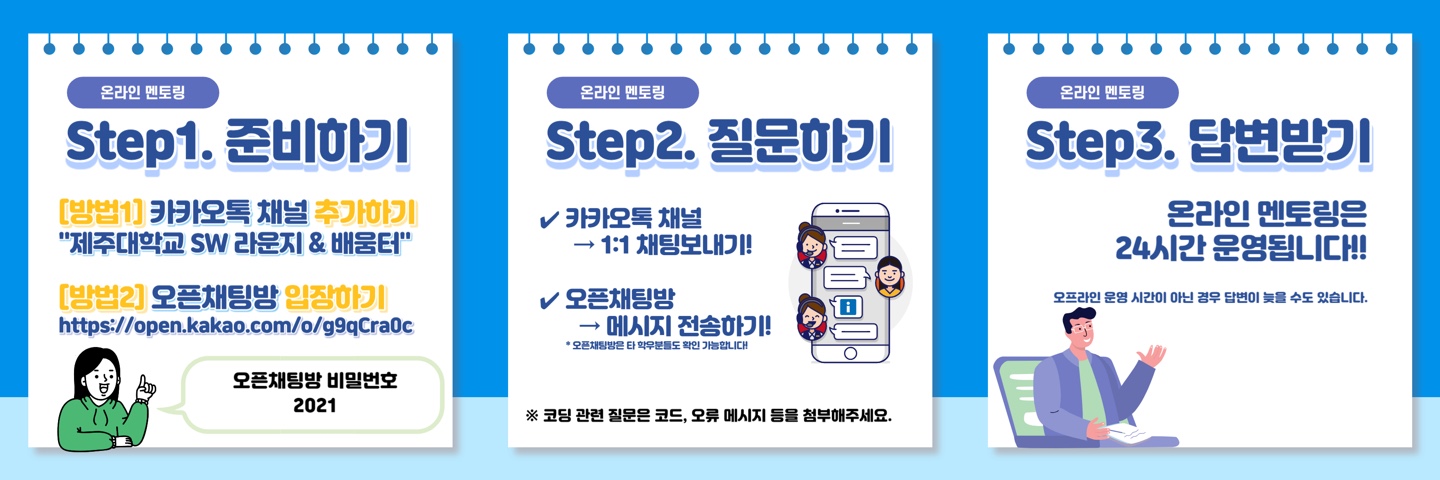 온라인 멘토링
Step1. 준비하기
[방법1] 카카오톡 채널 추가하기
"제주대학교 SW 라운지 & 배움터"
[방법2] 오픈채팅방 입장하기
https://open.kakao.com/o/g9qCra0c
오픈채팅방 비밀번호
2021
온라인 멘토링
Step2. 질문하기
✔ 카카오톡 채널
→ 1:1 채팅보내기!
✔ 오픈채팅방
→ 메시지 전송하기!
* 오픈채팅방은 타 학우분들도 확인 가능합니다!
※ 코딩 관련 질문은 코드, 오류 메시지 등을 첨부해주세요.
온라인 멘토링
Step3. 답변받기
온라인 멘토링은
24시간 운영됩니다!!
오프라인 운영 시간이 아닌 경우 답변이 늦을 수도 있습니다.